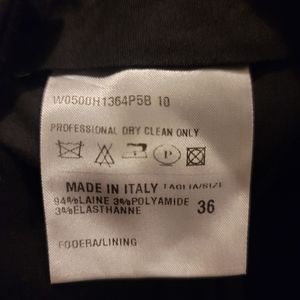 W050DH1364P5B 10
PROFESSIONAL DRY CLEAN ONLY
P
MADE IN ITALY TAGLIA/SIZE
94%LAINE 3%POLYAMIDE 36
3%ELASTHANNE
FODERA/LINING